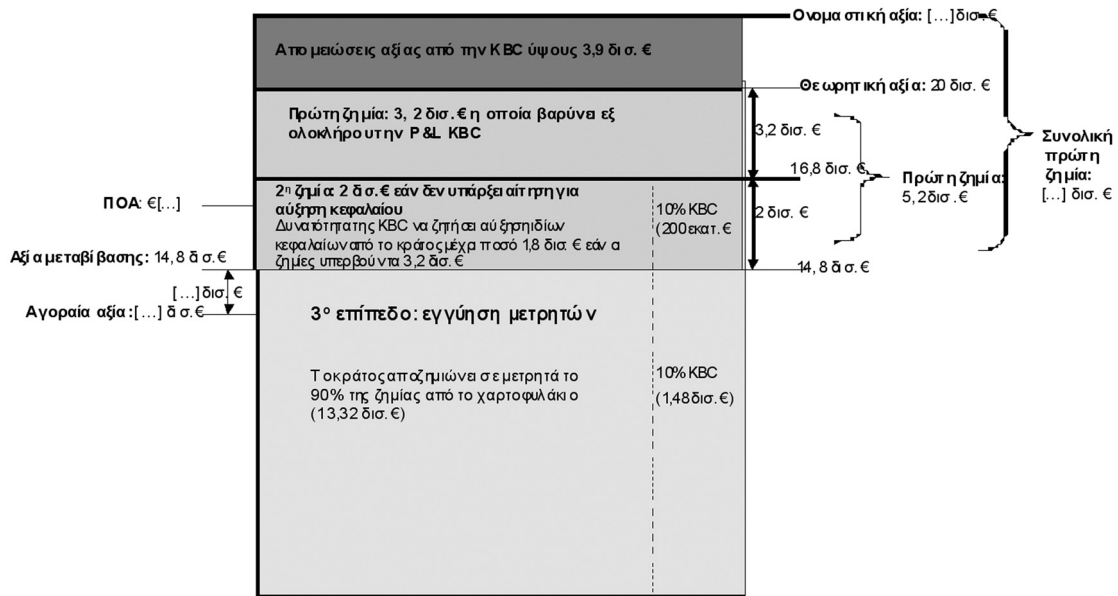 Ονομαστική αξία: […] δισ. €
Απομειώσεις αξίας από την KBC ύψους 3,9 δισ. €
Θεωρητική αξία: 20 δισ. €
Πρώτη ζημία: 3, 2 δισ. € η οποία βαρύνει εξ
ολοκλήρου την P&L KBC
3,2 δισ. €
16,8 δισ. €
Συνολική
πρώτη
ζημία:
[…] δισ. €
Πρώτη ζημία:
5,2 δισ. €
2η ζημία: 2 δισ. € εάν δεν υπάρξει αίτηση για
αύξηση κεφαλαίου
Δυνατότητα της KBC να ζητήσει αύξηση ιδίων
κεφαλαίων από το κράτος μέχρι ποσό 1,8 δισ. € εάν οι
ζημίες υπερβούν τα 3,2 δισ. €
10% KBC
(200 εκατ. €
2 δισ. €
ΠΟΑ: €[…]
Αξία μεταβίβασης: 14,8 δισ. €
14,8 δισ. €
[…] δισ. €
Αγοραία αξία: […] δισ. €
3ο επίπεδο: εγγύηση μετρητών
Το κράτος αποζημιώνει σε μετρητά το
90% της ζημίας από το χαρτοφυλάκιο
(13,32 δισ. €)
10% KBC
(1,48 δισ. €)